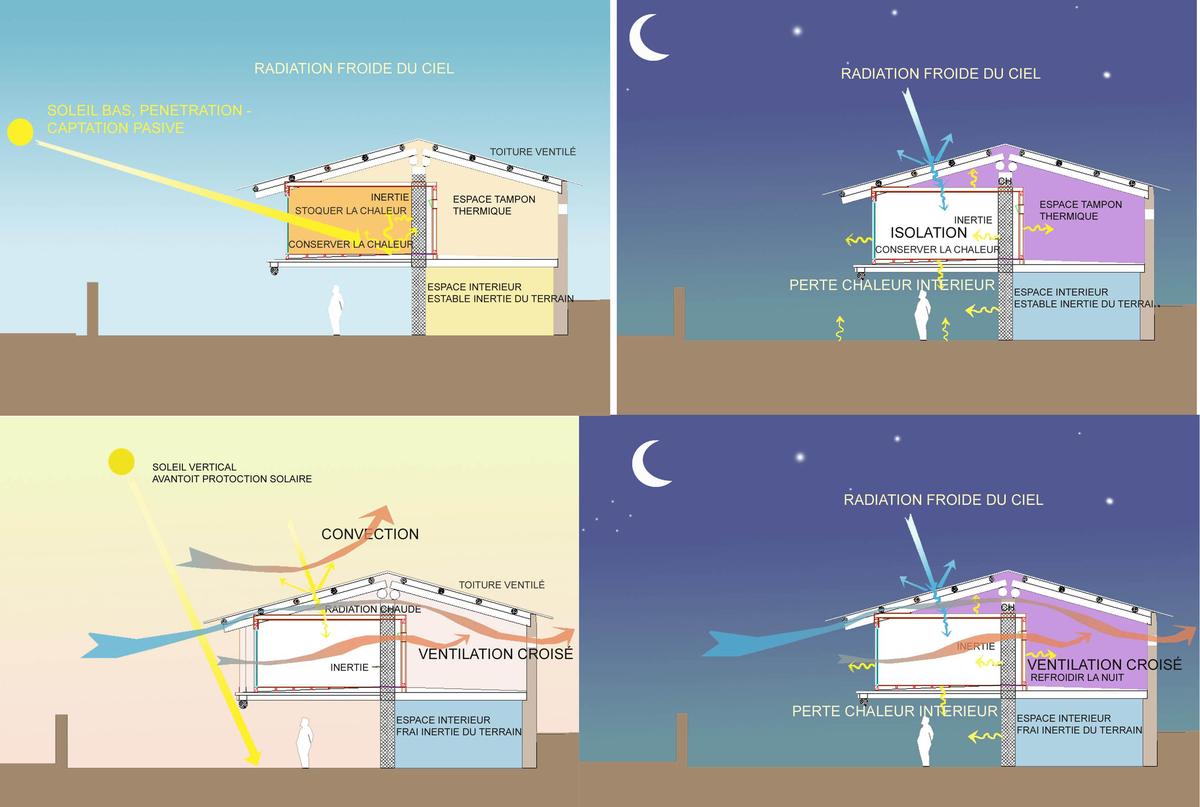 RADIATION FROIDE DU CIEL
SOLEIL BAS, PENETRATION -
CAPTATION PASIVE
TOITURE VENTILÉ
INERTIE
STOQUER LA CHALEUR
CONSERVER LA CHALEUR
ESPACE TAMPON
THERMIQUE
ESPACE INTERIEUR
ESTABLE INERTIE DU TERRAIN
RADIATION FROIDE DU CIEL
CH
ESPACE TAMPON
THERMIQUE
INERTIE
ISOLATION
CONSERVER LA CHALEUR
PERTE CHALEUR INTERIEUR
ESPACE INTERIEUR
ESTABLE INERTIE DU TERRAI
SOLEIL VERTICAL
AVANTOIT PROTOCTION SOLAIRE
CONVECTION
TOITURE VENTILÉ
RADIATION CHAUDE
VENTILATION CROISÉ
INERTIE
ESPACE INTERIEUR
FRAI INERTIE DU TERRAIN
RADIATION FROIDE DU CIEL
CH
INERTIE
VENTILATION CROISÉ
REFROIDIR LA NUIT
PERTE CHALEUR INTERIEUR
ESPACE INTERIEUR
FRAI INERTIE DU TERRAIN